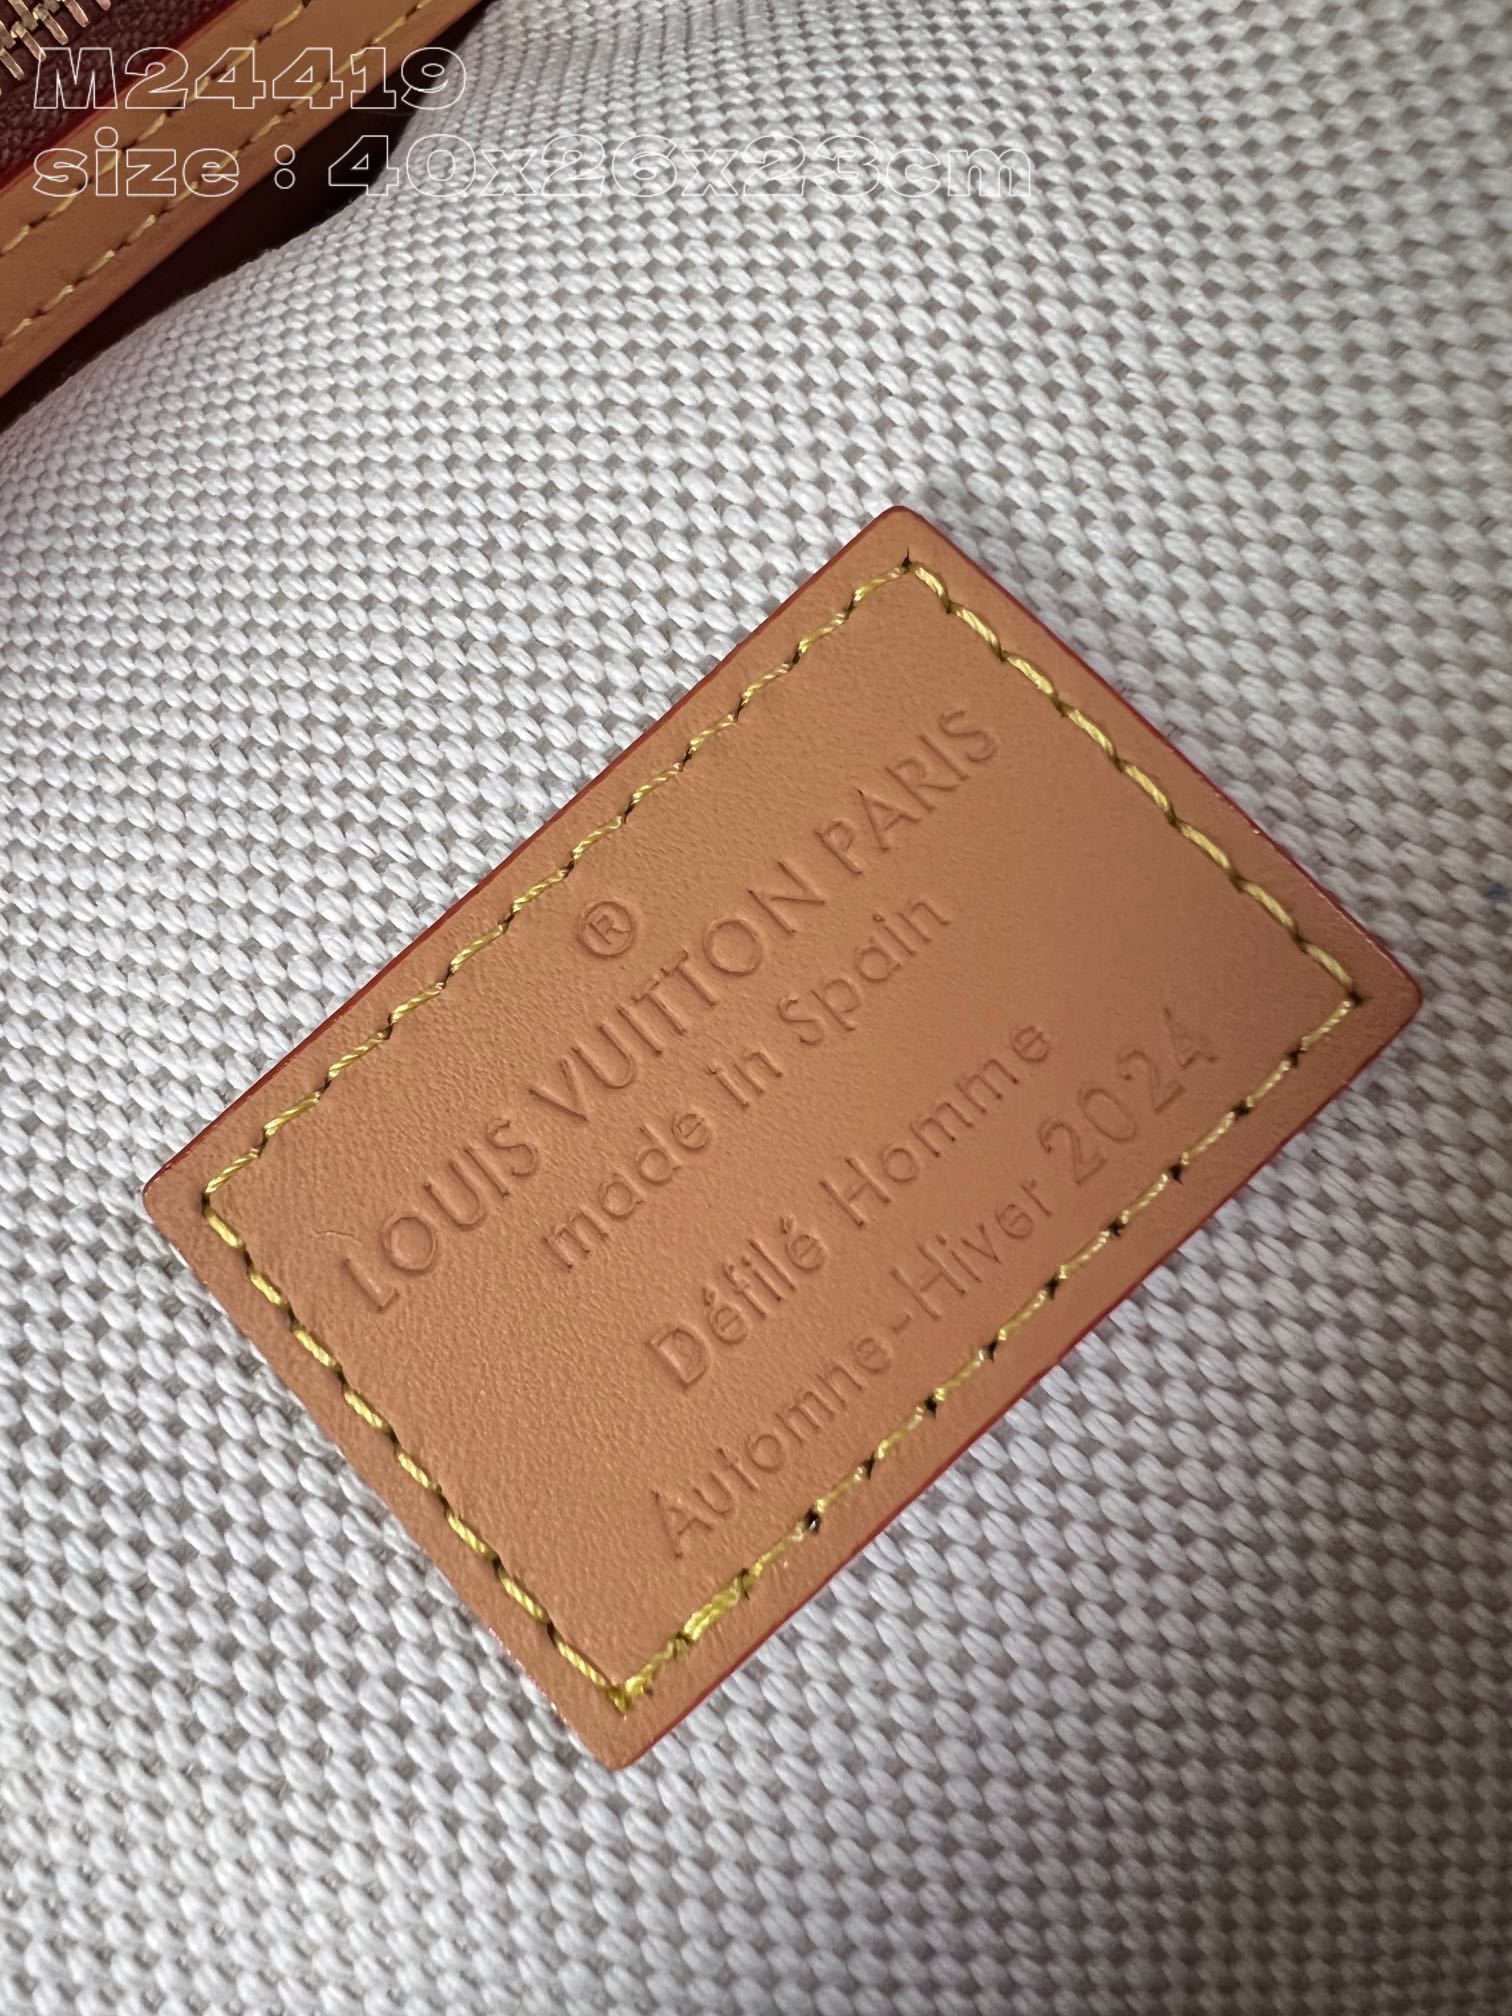 M24419
size : 40x26x23cm
®
LOUIS VUITTON PARIS
made in Spain
Défilé Homme
Automne-Hiver 2024